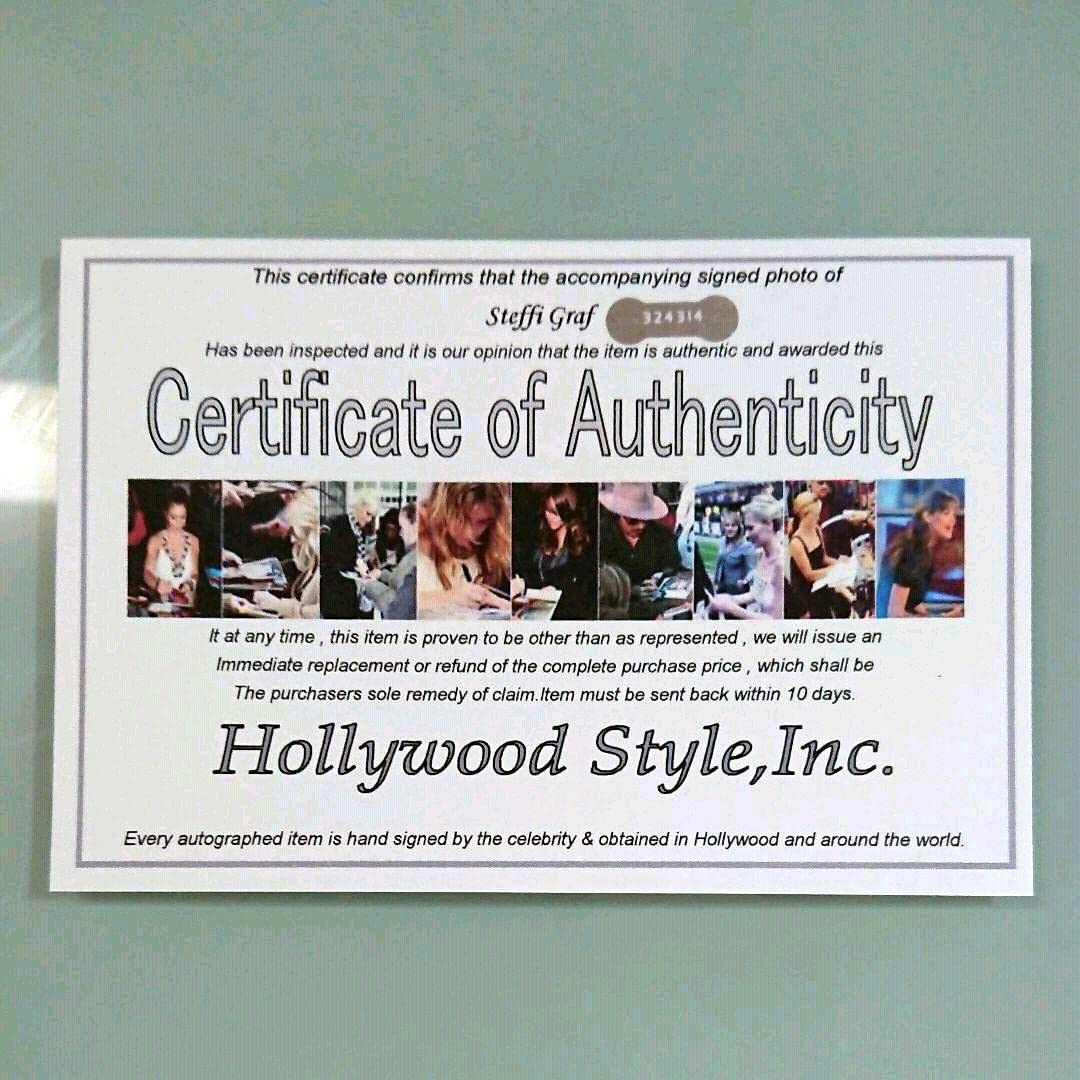 This certificate confirms that the accompanying signed photo of
Steffi Graf 324314
Has been inspected and it is our opinion that the item is authentic and awarded this
Certificate of Authenticity
It at any time , this item is proven to be other than as represented , we will issue an
Immediate replacement or refund of the complete purchase price , which shall be
The purchasers sole remedy of claim.Item must be sent back within 10 days.
Hollywood Style,Inc.
Every autographed item is hand signed by the celebrity & obtained in Hollywood and around the world.